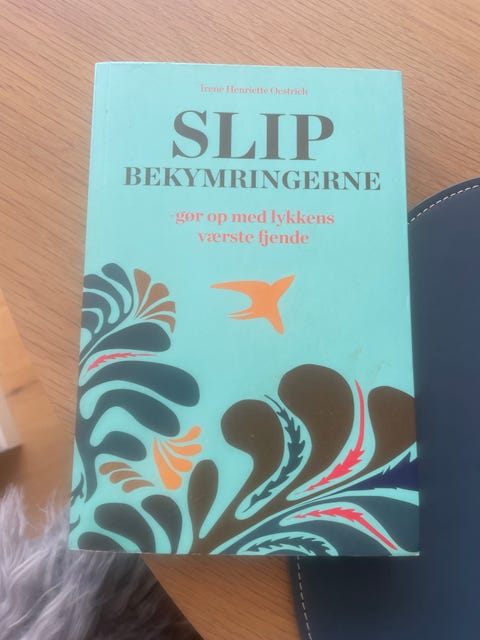 Irene Henriette Oestrich
SLIP
BEKYMRINGERNE
-gør op med lykkens
værste fjende